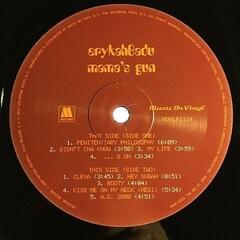 erykahBadu
mama's gun
MOTOWN
Music On Vinyl
MOVLP1124
THAT SIDE (SIDE ONE)
1. PENITENTIARY PHILOSOPHY (6:09)
2. DIDN'T CHA KNOW (3:58) 3. MY LIFE (3:59)
4. ... & ON (3:34)
THIS SIDE (SIDE TWO)
1. CLEVA (3:45) 2. HEY SUGAH (0:51)
3. BOOTY (4:04)
4. KISS ME ON MY NECK (HESI) (5:34)
5. A.D. 2000 (4:51)